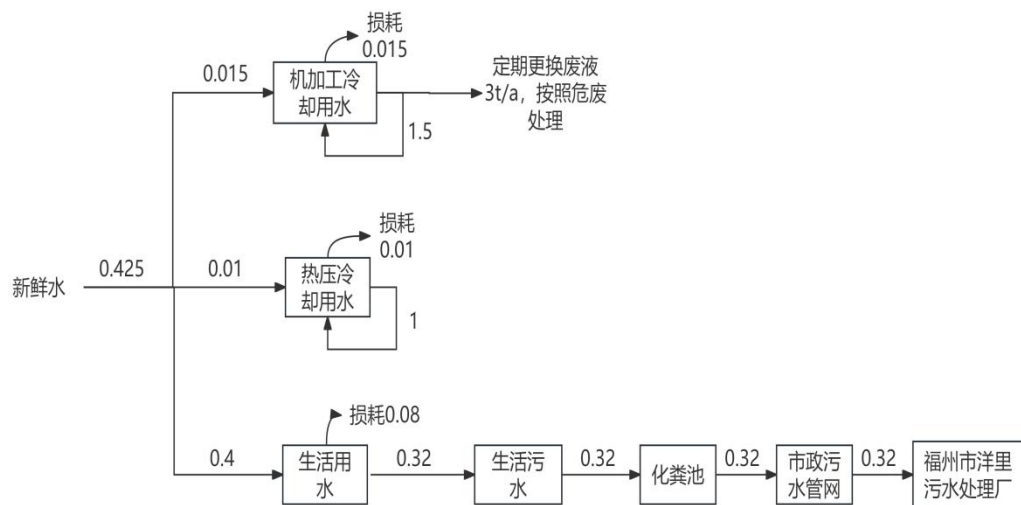 损耗
0.015
0.015
机加工冷
却用水
定期更换废液
3t/a，按照危废
处理
1.5
损耗
0.01
新鲜水
0.425
0.01
热压冷
却用水
1
损耗0.08
0.4
生活用
水
0.32
生活污
水
0.32
化粪池
0.32
市政污
水管网
0.32
福州市洋里
污水处理厂